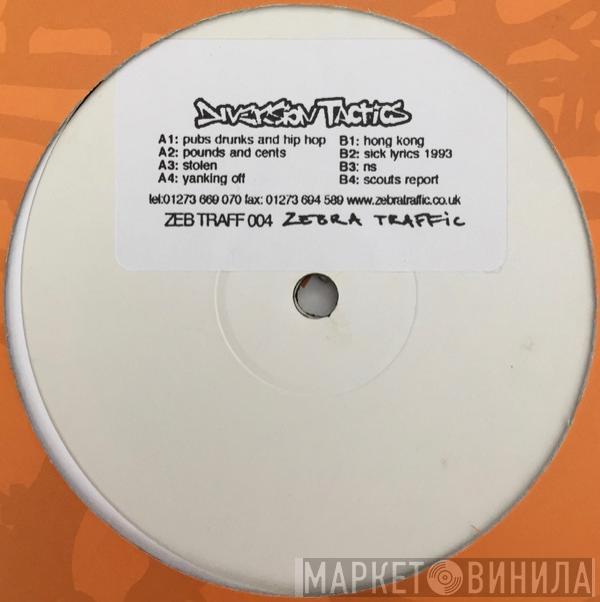 Diversion Tactics
A1: pubs drunks and hip hop
A2: pounds and cents
A3: stolen
A4: yanking off
B1: hong kong
B2: sick lyrics 1993
B3: ns
B4: scouts report
tel:01273 669 070 fax: 01273 694 589 www.zebratraffic.co.uk
ZEB TRAFF 004 ZEBRA TRAFFiC
МАРКЕТ ВИНИЛА